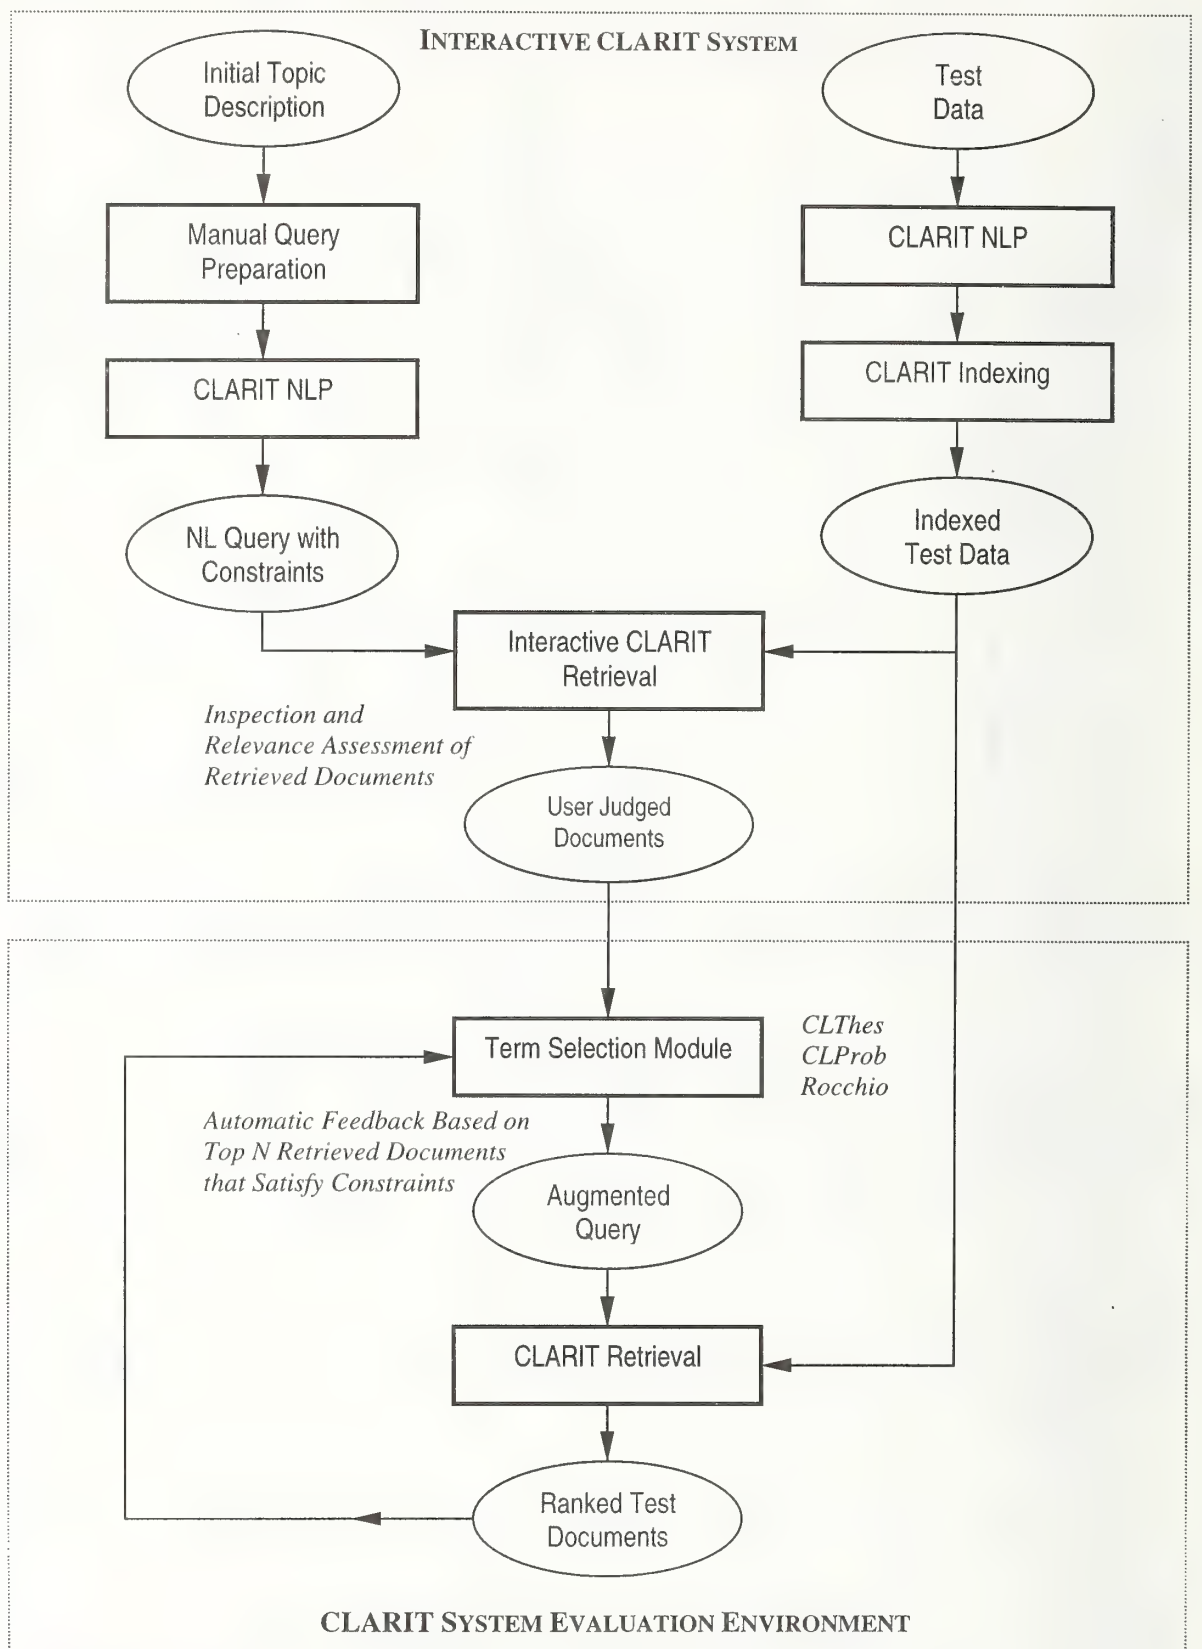 INTERACTIVE CLARIT SYSTEM
Initial Topic
Description
Test
Data
Manual Query
Preparation
CLARIT NLP
CLARIT NLP
CLARIT Indexing
NL Query with
Constraints
Indexed
Test Data
Interactive CLARIT
Retrieval
Inspection and
Relevance Assessment of
Retrieved Documents
User Judged
Documents
Term Selection Module
CLThes
CLProb
Rocchio
Automatic Feedback Based on
Top N Retrieved Documents
that Satisfy Constraints
Augmented
Query
CLARIT Retrieval
Ranked Test
Documents
CLARIT SYSTEM EVALUATION ENVIRONMENT